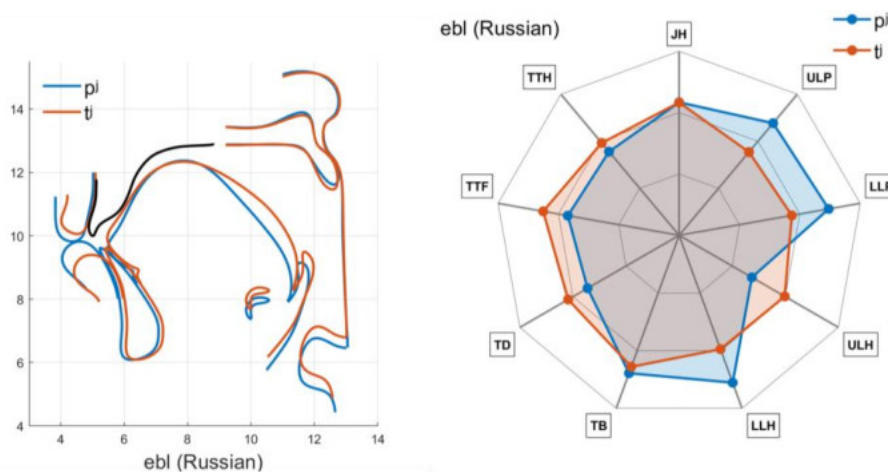 pʲ
tʲ
14
12
10
8
6
4
4
6
8
10
12
14
ebl (Russian)
ebl (Russian)
pʲ
tʲ
JH
ULP
LLP
ULH
LLH
TB
TD
TTF
TTH